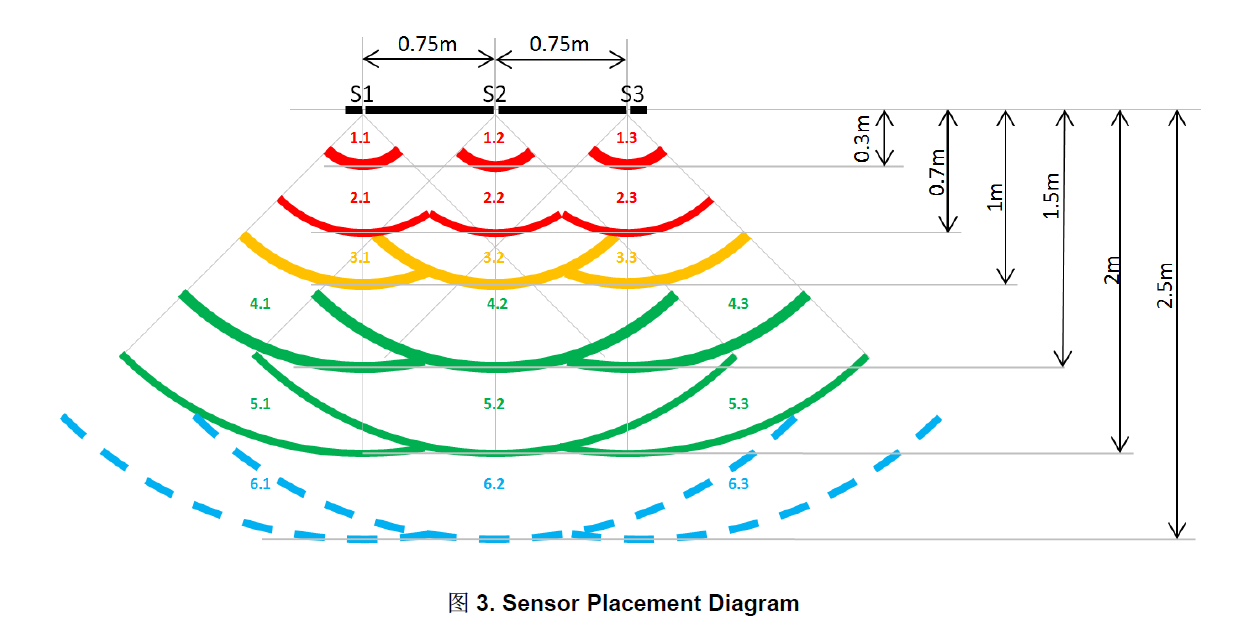 0.75m 0.75m
S1 S2 S3
1.1 1.2 1.3
2.1 2.2 2.3
3.1 3.2 3.3
4.1 4.2 4.3
5.1 5.2 5.3
6.1 6.2 6.3
0.3m
0.7m
1m
1.5m
2m
2.5m
图 3. Sensor Placement Diagram